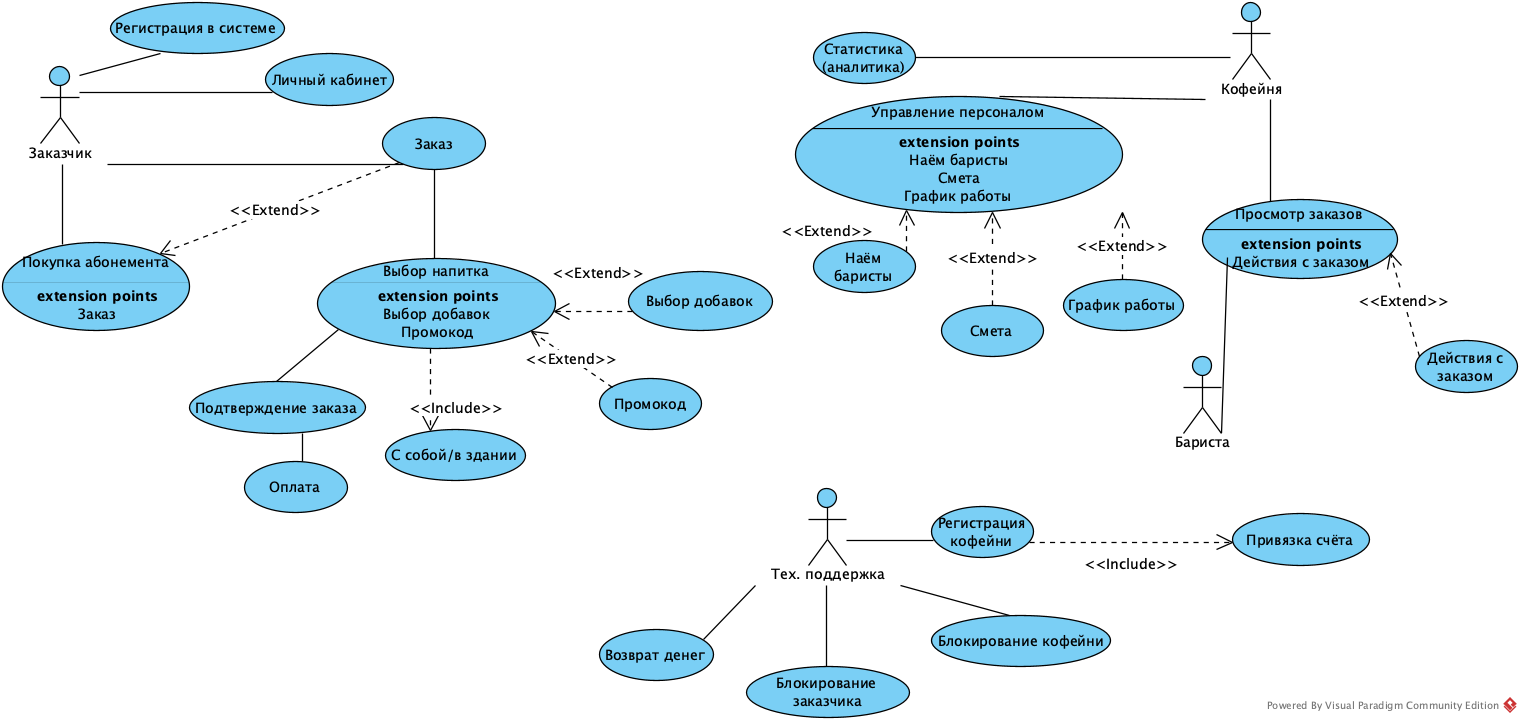 Регистрация в системе
Личный кабинет
Заказчик
Заказ
<<Extend>>
Покупка абонемента
extension points
Заказ
Выбор напитка
extension points
Выбор добавок
Промокод
<<Extend>>
Выбор добавок
<<Extend>>
Промокод
<<Include>>
Подтверждение заказа
С собой/в здании
Оплата
Статистика
(аналитика)
Кофейня
Управление персоналом
extension points
Наём баристы
Смета
График работы
<<Extend>>
Наём
баристы
<<Extend>>
Смета
<<Extend>>
График работы
Просмотр заказов
extension points
Действия с заказом
<<Extend>>
Действия с
заказом
Бариста
Тех. поддержка
Регистрация
кофейни
<<Include>>
Привязка счёта
Возврат денег
Блокирование
заказчика
Блокирование кофейни
Powered By Visual Paradigm Community Edition